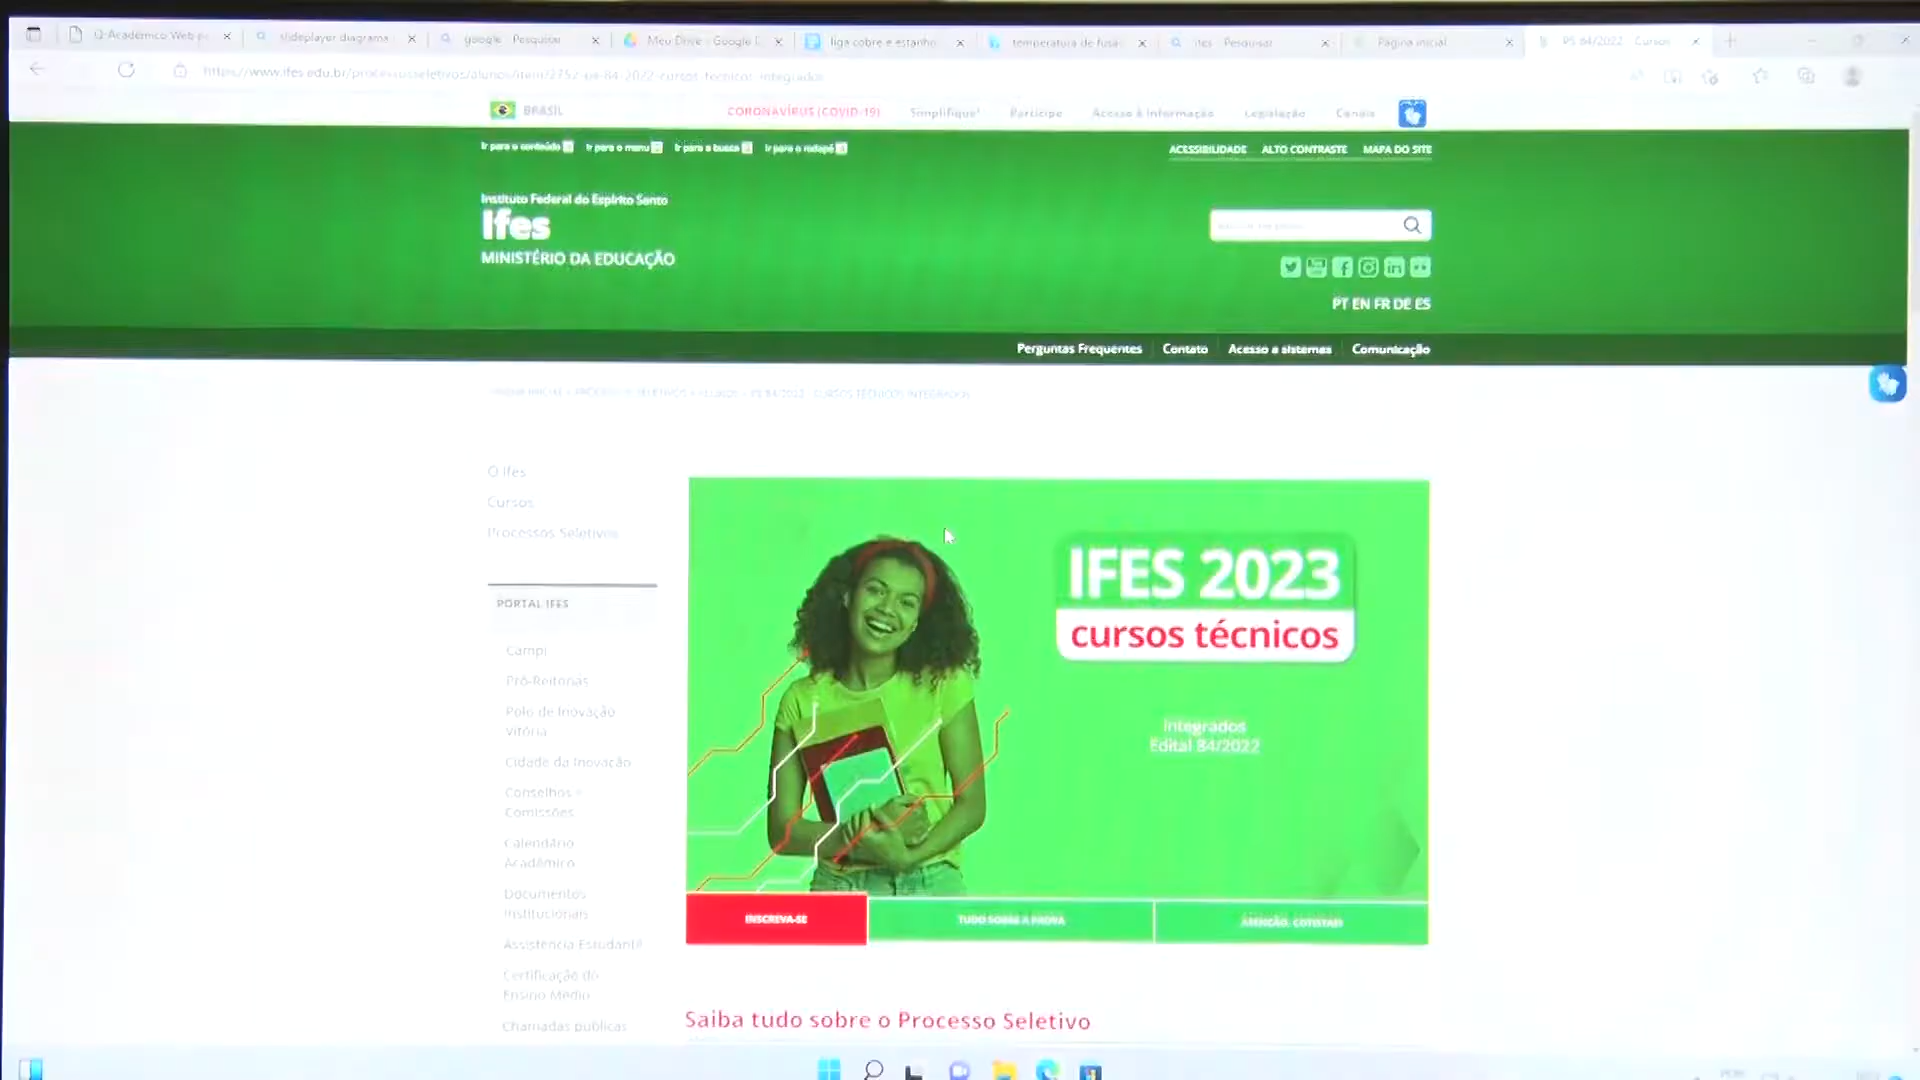 Q-Acadêmico Web p
slideplayer diagrama
google - Pesquisar
Meu Drive - Google D
liga cobre e estanho
temperatura de fusã
ifes - Pesquisar
Página inicial
PS 84/2022 - Cursos
https://www.ifes.edu.br/processosseletivos/alunos/item/2752-ps-84-2022-cursos-tecnicos-integrados
BRASIL
CORONAVÍRUS (COVID-19)
Simplifique!
Participe
Acesso à informação
Legislação
Canais
Ir para o conteúdo 1
Ir para o menu 2
Ir para a busca 3
Ir para o rodapé 4
ACESSIBILIDADE
ALTO CONTRASTE
MAPA DO SITE
Instituto Federal do Espírito Santo
Ifes
MINISTÉRIO DA EDUCAÇÃO
PT EN FR DE ES
Perguntas Frequentes
Contato
Acesso a sistemas
Comunicação
PS 84/2022 - CURSOS TÉCNICOS INTEGRADOS
O Ifes
Cursos
Processos Seletivos
PORTAL IFES
Campi
Pró-Reitorias
Polo de Inovação
Vitória
Cidade da Inovação
Conselhos e
Comissões
Calendário
Acadêmico
Documentos
Institucionais
Assistência Estudantil
Certificação do
Ensino Médio
Chamadas públicas
IFES 2023
cursos técnicos
Integrados
Edital 84/2022
INSCREVA-SE
TUDO SOBRE A PROVA
ATENÇÃO, COTISTAS!
Saiba tudo sobre o Processo Seletivo